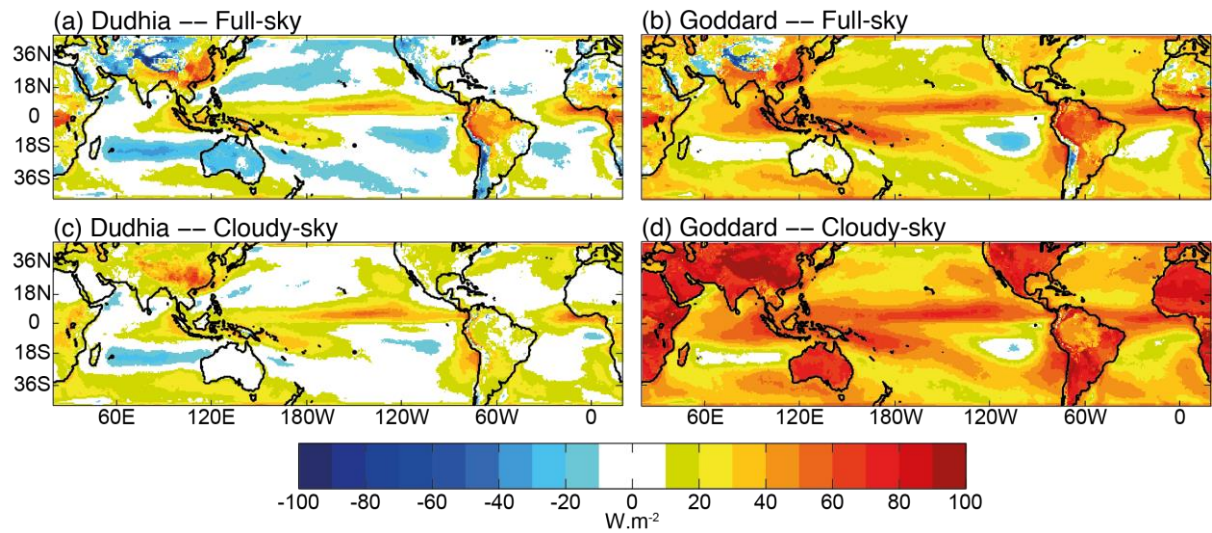 (a) Dudhia –– Full-sky
(b) Goddard –– Full-sky
36N
18N
0
18S
36S
(c) Dudhia –– Cloudy-sky
(d) Goddard –– Cloudy-sky
36N
18N
0
18S
36S
60E 120E 180W 120W 60W 0
60E 120E 180W 120W 60W 0
-100 -80 -60 -40 -20 0 20 40 60 80 100
W.m-2